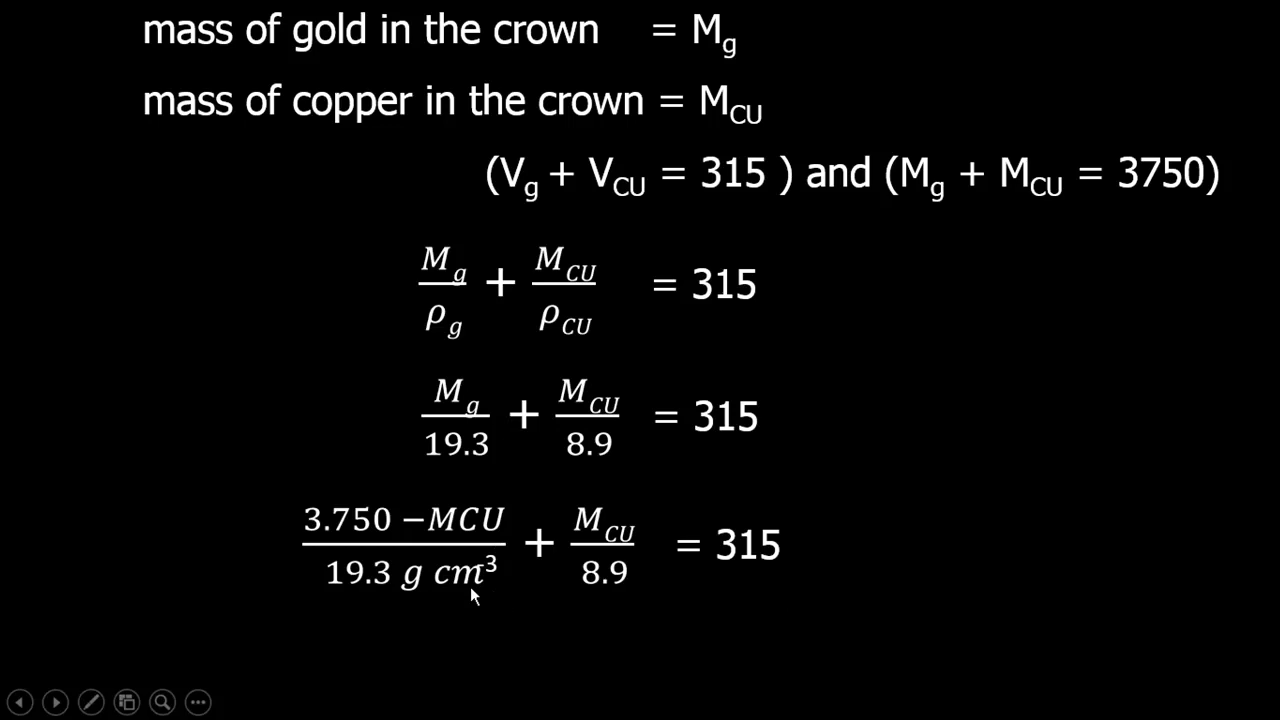 mass of gold in the crown = Mg
mass of copper in the crown = MCU
(Vg + VCU = 315 ) and (Mg + MCU = 3750)
Mg/ρg + MCU/ρCU = 315
Mg/19.3 + MCU/8.9 = 315
3.750 −MCU/19.3 g cm³ + MCU/8.9 = 315